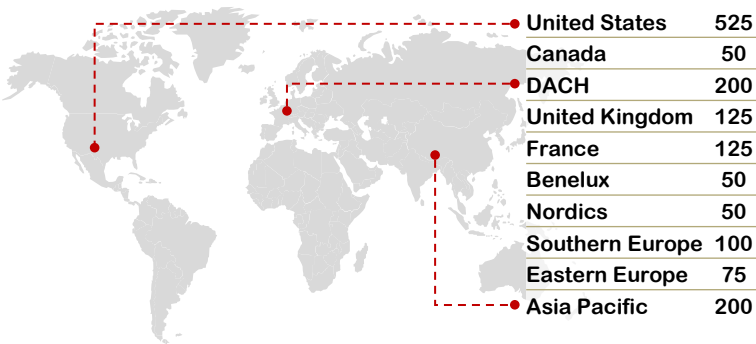 United States 525
Canada 50
DACH 200
United Kingdom 125
France 125
Benelux 50
Nordics 50
Southern Europe 100
Eastern Europe 75
Asia Pacific 200